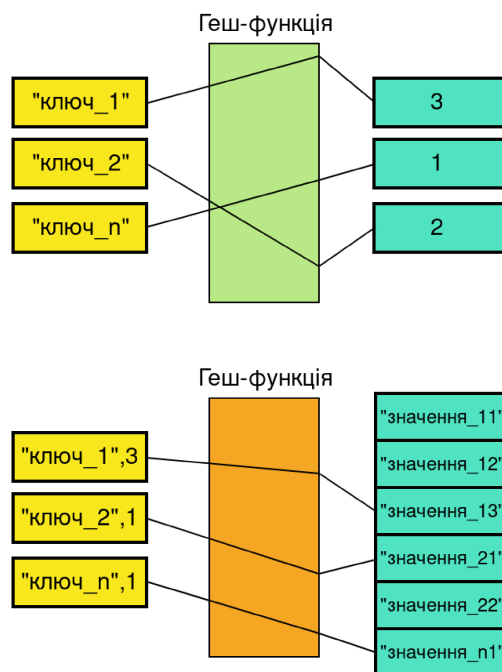 Геш-функція
"ключ_1"
3
"ключ_2"
1
"ключ_n"
2
Геш-функція
"значення_11"
"ключ_1",3
"значення_12"
"значення_13"
"ключ_2",1
"значення_21"
"ключ_n",1
"значення_22"
"значення_n1"